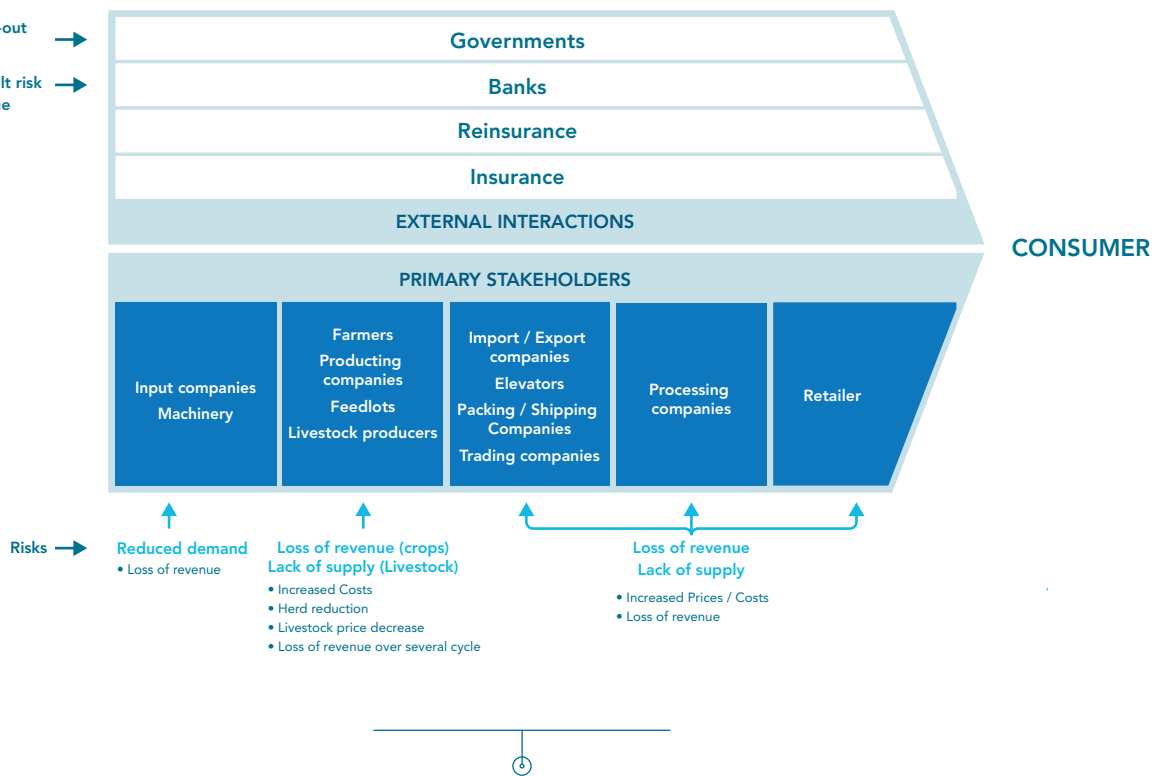 -out
Governments
lt risk
Banks
Reinsurance
Insurance
EXTERNAL INTERACTIONS
CONSUMER
PRIMARY STAKEHOLDERS
Input companies
Machinery
Farmers
Producting
companies
Feedlots
Livestock producers
Import / Export
companies
Elevators
Packing / Shipping
Companies
Trading companies
Processing
companies
Retailer
Risks
Reduced demand
• Loss of revenue
Loss of revenue (crops)
Lack of supply (Livestock)
• Increased Costs
• Herd reduction
• Livestock price decrease
• Loss of revenue over several cycle
Loss of revenue
Lack of supply
• Increased Prices / Costs
• Loss of revenue